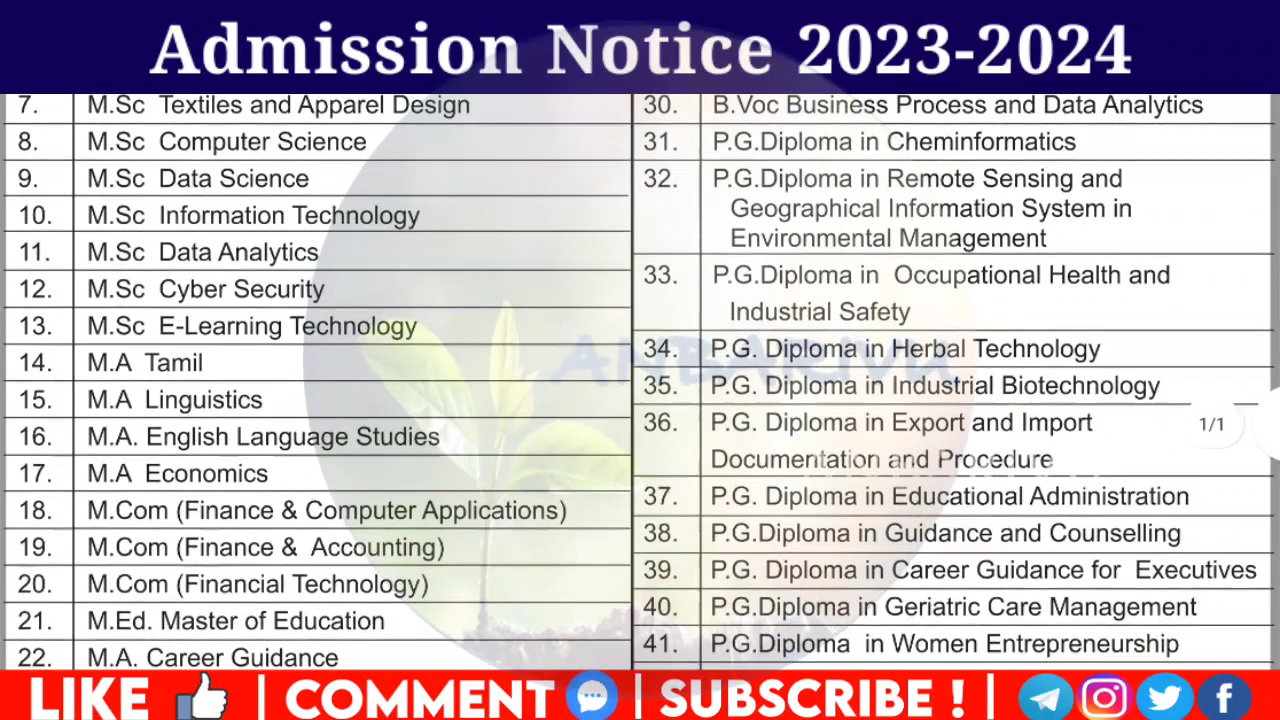 Admission Notice 2023-2024
7. M.Sc Textiles and Apparel Design
8. M.Sc Computer Science
9. M.Sc Data Science
10. M.Sc Information Technology
11. M.Sc Data Analytics
12. M.Sc Cyber Security
13. M.Sc E-Learning Technology
14. M.A Tamil
15. M.A Linguistics
16. M.A. English Language Studies
17. M.A Economics
18. M.Com (Finance & Computer Applications)
19. M.Com (Finance & Accounting)
20. M.Com (Financial Technology)
21. M.Ed. Master of Education
22. M.A. Career Guidance
30. B.Voc Business Process and Data Analytics
31. P.G.Diploma in Cheminformatics
32. P.G.Diploma in Remote Sensing and
Geographical Information System in
Environmental Management
33. P.G.Diploma in Occupational Health and
Industrial Safety
34. P.G. Diploma in Herbal Technology
35. P.G. Diploma in Industrial Biotechnology
36. P.G. Diploma in Export and Import
Documentation and Procedure
37. P.G. Diploma in Educational Administration
38. P.G.Diploma in Guidance and Counselling
39. P.G. Diploma in Career Guidance for Executives
40. P.G.Diploma in Geriatric Care Management
41. P.G.Diploma in Women Entrepreneurship
1/1
ANBARIVU
LIKE | COMMENT | SUBSCRIBE ! |